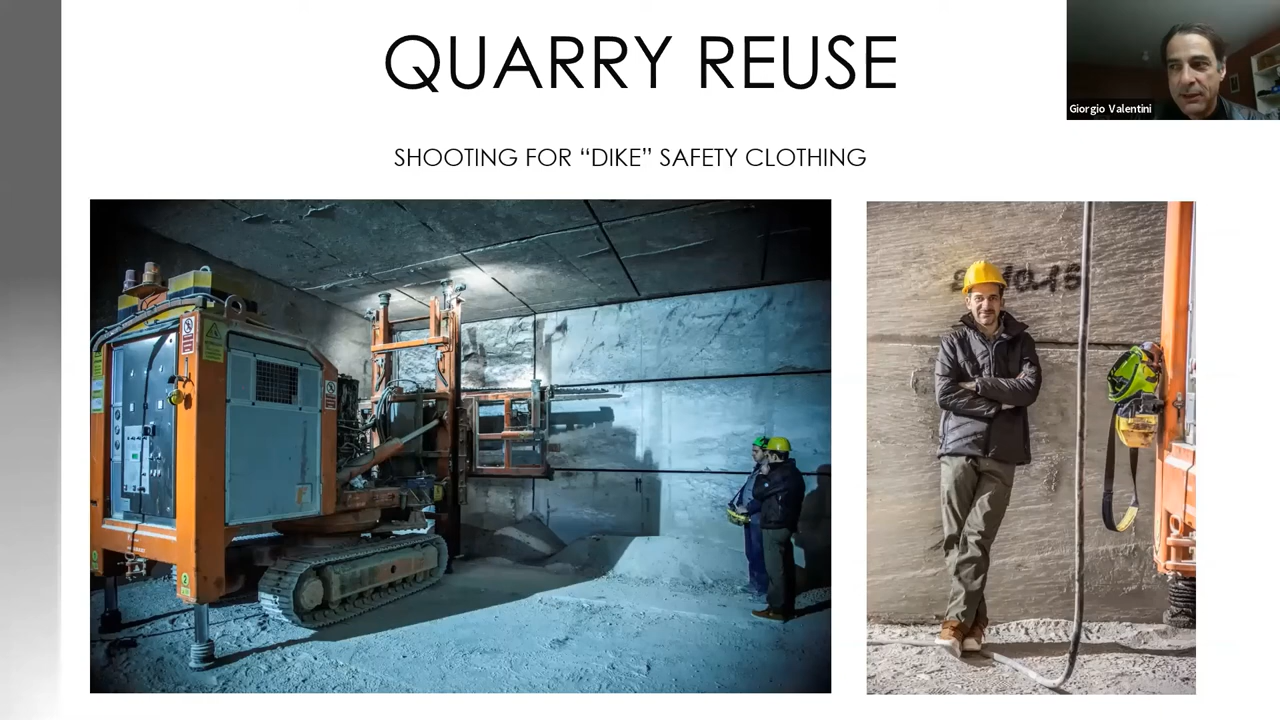 QUARRY REUSE
Giorgio Valentini
SHOOTING FOR “DIKE” SAFETY CLOTHING